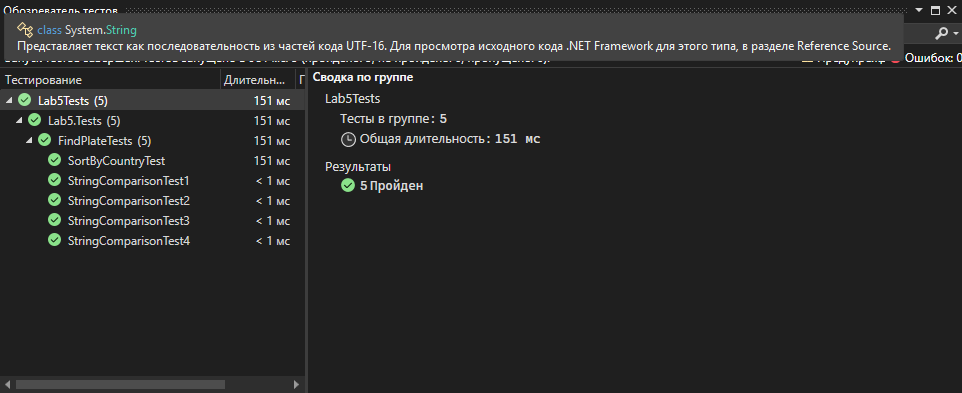 Обозреватель тестов
class System.String
Представляет текст как последовательность из частей кода UTF-16. Для просмотра исходного кода .NET Framework для этого типа, в разделе Reference Source.
Ошибок: 0
Тестирование Длительн...
Lab5Tests (5) 151 мс
Lab5.Tests (5) 151 мс
FindPlateTests (5) 151 мс
SortByCountryTest 151 мс
StringComparisonTest1 < 1 мс
StringComparisonTest2 < 1 мс
StringComparisonTest3 < 1 мс
StringComparisonTest4 < 1 мс
Сводка по группе
Lab5Tests
Тесты в группе: 5
Общая длительность: 151 мс
Результаты
5 Пройден